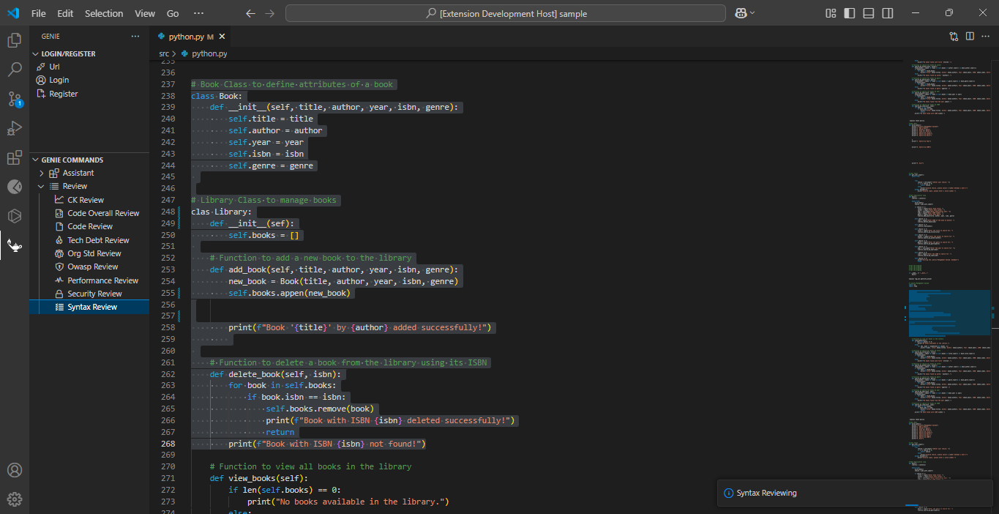 File Edit Selection View Go ···
[Extension Development Host] sample
GENIE
LOGIN/REGISTER
Url
Login
Register
GENIE COMMANDS
Assistant
Review
CK Review
Code Overall Review
Code Review
Tech Debt Review
Org Std Review
Owasp Review
Performance Review
Security Review
Syntax Review
1
python.py M
src > python.py
235
236
237 # Book Class to define attributes of a book
238 class Book:
239     def __init__(self, title, author, year, isbn, genre):
240         self.title = title
241         self.author = author
242         self.year = year
243         self.isbn = isbn
244         self.genre = genre
245
246
247 # Library Class to manage books
248 clas Library:
249     def __init__(sef):
250         self.books = []
251
252     # Function to add a new book to the library
253     def add_book(self, title, author, year, isbn, genre):
254         new_book = Book(title, author, year, isbn, genre)
255         self.books.appen(new_book)
256
257
258         print(f"Book '{title}' by {author} added successfully!")
259
260
261     # Function to delete a book from the library using its ISBN
262     def delete_book(self, isbn):
263         for book in self.books:
264             if book.isbn == isbn:
265                 self.books.remove(book)
266                 print(f"Book with ISBN {isbn} deleted successfully!")
267                 return
268         print(f"Book with ISBN {isbn} not found!")
269
270     # Function to view all books in the library
271     def view_books(self):
272         if len(self.books) == 0:
273             print("No books available in the library.")
274         else:
Syntax Reviewing